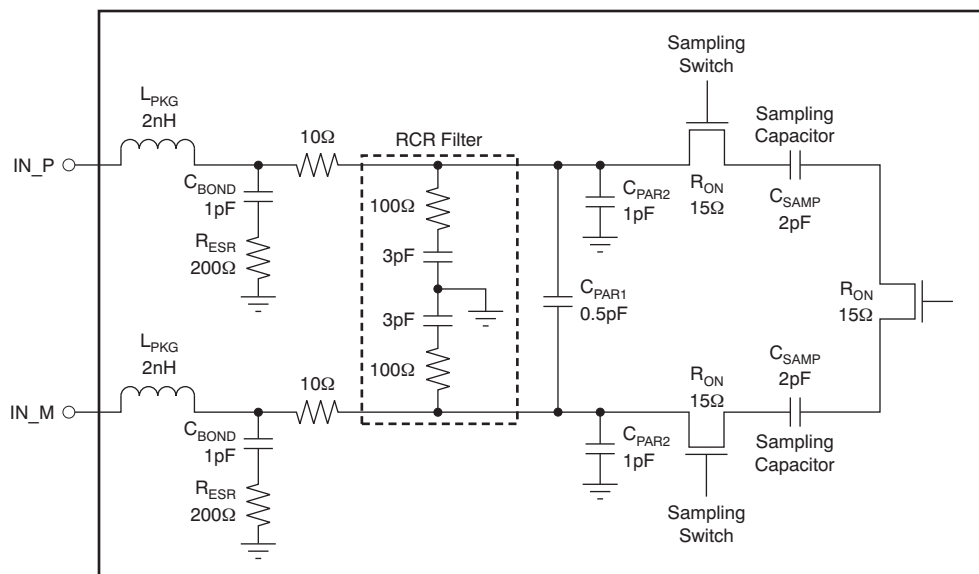 Sampling
Switch
L_PKG
2nH
10Ω
RCR Filter
Sampling
Capacitor
IN_P
C_BOND
1pF
100Ω
C_PAR2
1pF
R_ON
15Ω
C_SAMP
2pF
R_ESR
200Ω
3pF
C_PAR1
0.5pF
R_ON
15Ω
3pF
L_PKG
2nH
10Ω
100Ω
R_ON
15Ω
C_SAMP
2pF
IN_M
C_BOND
1pF
C_PAR2
1pF
Sampling
Capacitor
R_ESR
200Ω
Sampling
Switch